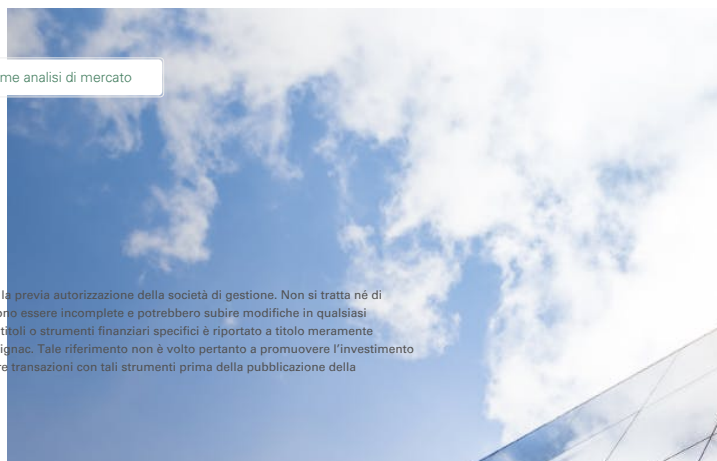 me analisi di mercato
la previa autorizzazione della società di gestione. Non si tratta né di
no essere incomplete e potrebbero subire modifiche in qualsiasi
titoli o strumenti finanziari specifici è riportato a titolo meramente
ignac. Tale riferimento non è volto pertanto a promuovere l'investimento
re transazioni con tali strumenti prima della pubblicazione della